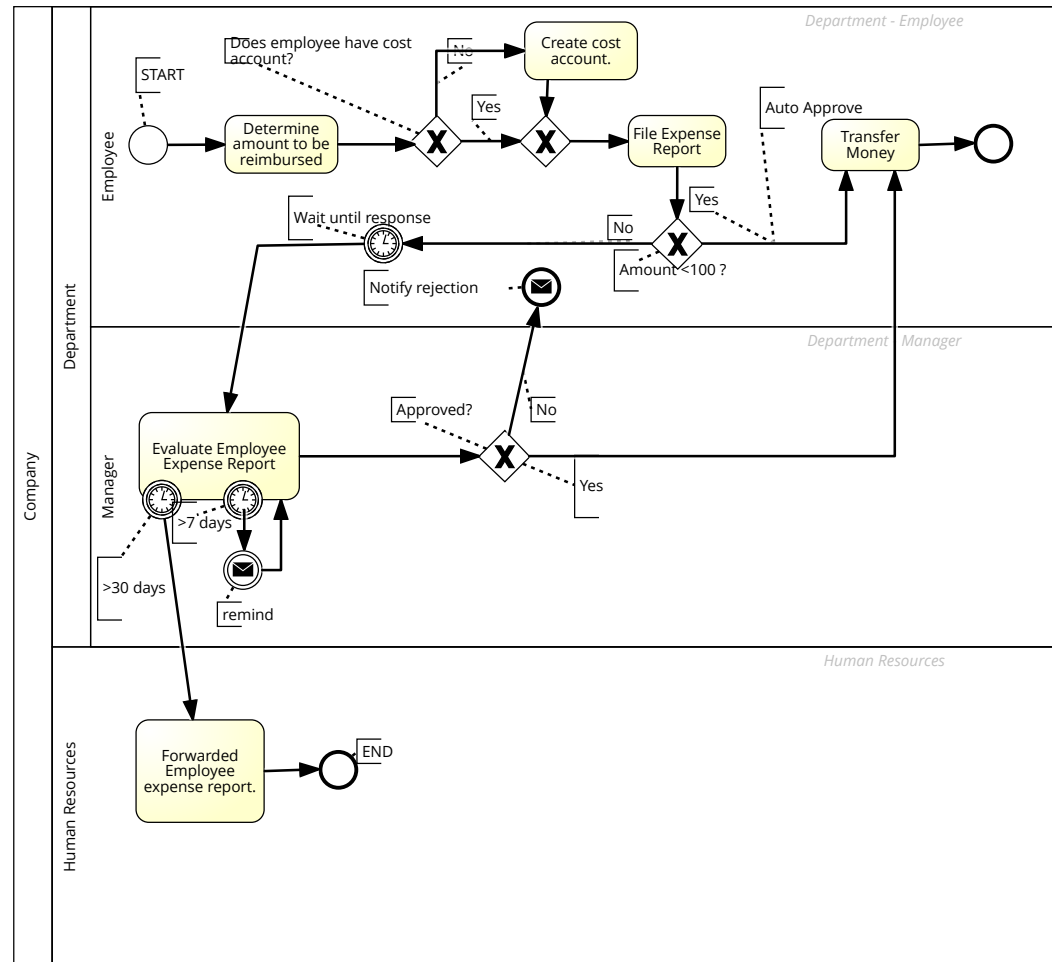 Department - Employee
Does employee have cost
account?
No
Create cost
account.
START
Yes
Auto Approve
Determine
amount to be
reimbursed
File Expense
Report
Transfer
Money
Employee
Yes
Wait until response
No
Amount <100 ?
Notify rejection
Department
Department - Manager
Approved?
No
Evaluate Employee
Expense Report
Yes
Manager
Company
>7 days
>30 days
remind
Human Resources
Forwarded
Employee
expense report.
END
Human Resources